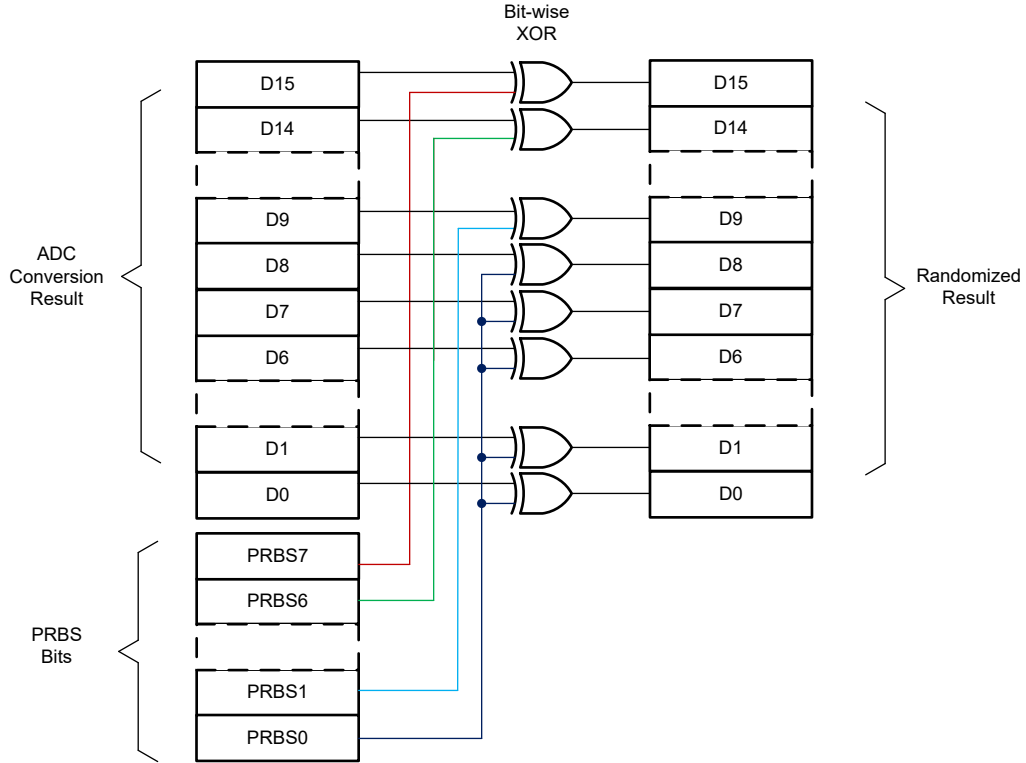 Bit-wise
XOR
D15
D14
D9
D8
D7
D6
D1
D0
ADC
Conversion
Result
D15
D14
D9
D8
D7
D6
D1
D0
Randomized
Result
PRBS7
PRBS6
PRBS1
PRBS0
PRBS
Bits